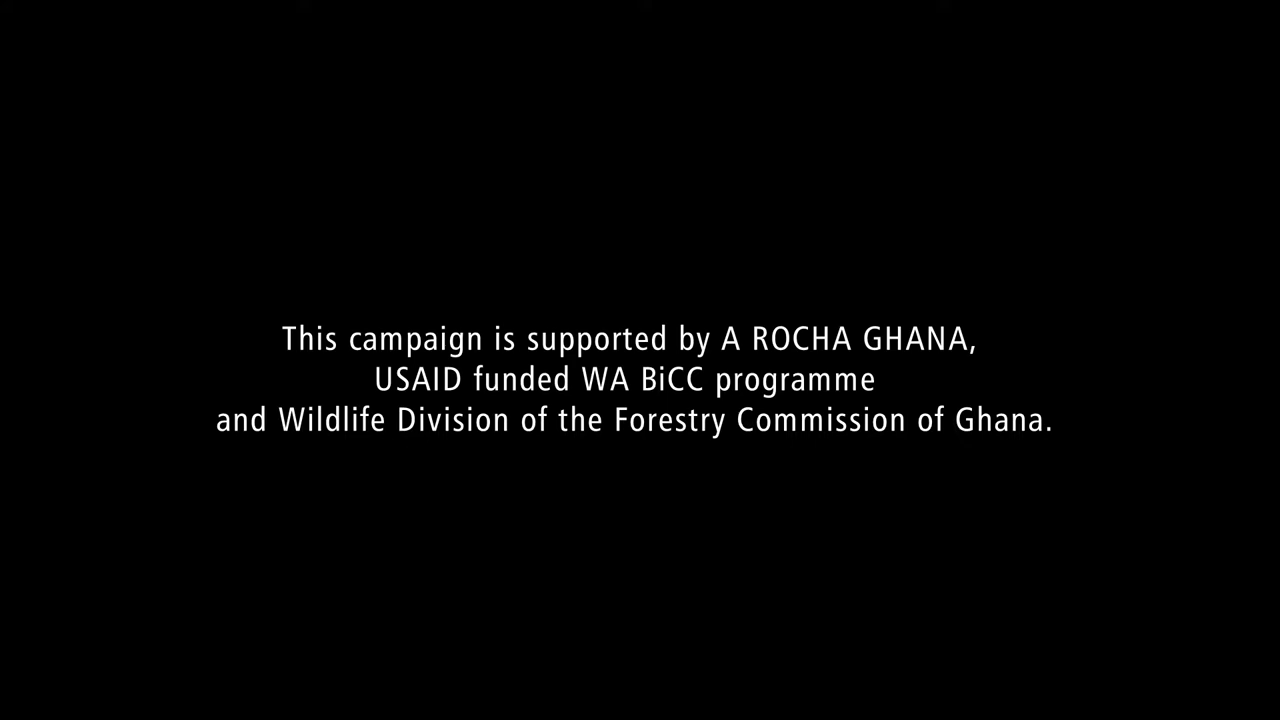 This campaign is supported by A ROCHA GHANA,
USAID funded WA BiCC programme
and Wildlife Division of the Forestry Commission of Ghana.